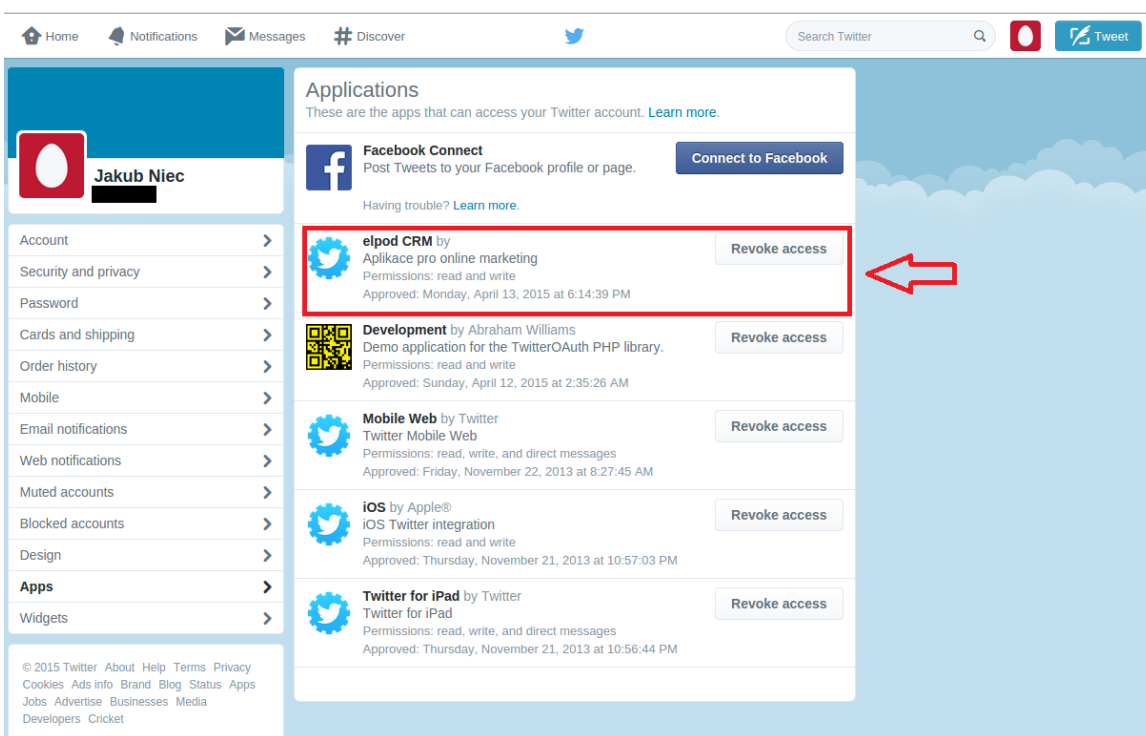 Home
Notifications
Messages
Discover
Search Twitter
Tweet
Jakub Niec
Account
Security and privacy
Password
Cards and shipping
Order history
Mobile
Email notifications
Web notifications
Muted accounts
Blocked accounts
Design
Apps
Widgets
© 2015 Twitter About Help Terms Privacy
Cookies Ads info Brand Blog Status Apps
Jobs Advertise Businesses Media
Developers Cricket
Applications
These are the apps that can access your Twitter account. Learn more.
Facebook Connect
Post Tweets to your Facebook profile or page.
Connect to Facebook
Having trouble? Learn more.
elpod CRM by
Aplikace pro online marketing
Permissions: read and write
Approved: Monday, April 13, 2015 at 6:14:39 PM
Revoke access
Development by Abraham Williams
Demo application for the TwitterOAuth PHP library.
Permissions: read and write
Approved: Sunday, April 12, 2015 at 2:35:26 AM
Revoke access
Mobile Web by Twitter
Twitter Mobile Web
Permissions: read, write, and direct messages
Approved: Friday, November 22, 2013 at 8:27:45 AM
Revoke access
iOS by Apple®
iOS Twitter integration
Permissions: read and write
Approved: Thursday, November 21, 2013 at 10:57:03 PM
Revoke access
Twitter for iPad by Twitter
Twitter for iPad
Permissions: read, write, and direct messages
Approved: Thursday, November 21, 2013 at 10:56:44 PM
Revoke access